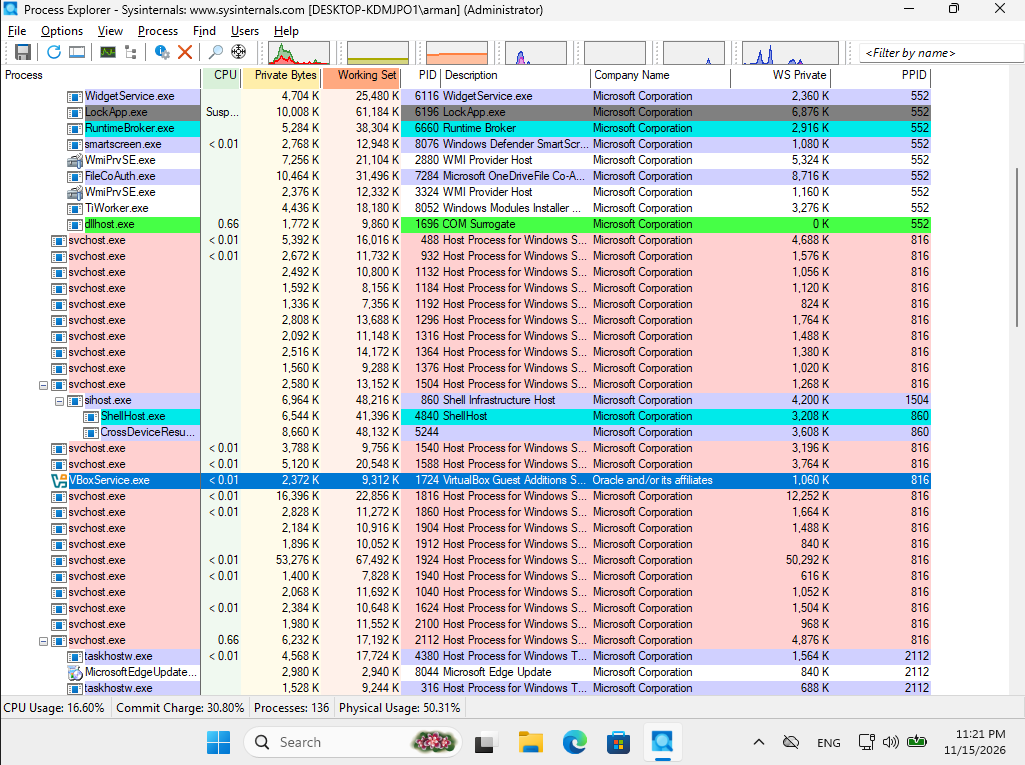 Process Explorer - Sysinternals: www.sysinternals.com [DESKTOP-KDMJPO1\arman] (Administrator)
File Options View Process Find Users Help
<Filter by name>
Process CPU Private Bytes Working Set PID Description Company Name WS Private PPID
WidgetService.exe 4,704 K 25,480 K 6116 WidgetService.exe Microsoft Corporation 2,360 K 552
LockApp.exe Susp... 10,008 K 61,184 K 6196 LockApp.exe Microsoft Corporation 6,876 K 552
RuntimeBroker.exe 5,284 K 38,304 K 6660 Runtime Broker Microsoft Corporation 2,916 K 552
smartscreen.exe < 0.01 2,768 K 12,948 K 8076 Windows Defender SmartScr... Microsoft Corporation 1,080 K 552
WmiPrvSE.exe 7,256 K 21,104 K 2880 WMI Provider Host Microsoft Corporation 5,324 K 552
FileCoAuth.exe 10,464 K 31,496 K 7284 Microsoft OneDriveFile Co-A... Microsoft Corporation 8,716 K 552
WmiPrvSE.exe 2,376 K 12,332 K 3324 WMI Provider Host Microsoft Corporation 1,160 K 552
TiWorker.exe 4,436 K 18,180 K 8052 Windows Modules Installer ... Microsoft Corporation 3,276 K 552
dllhost.exe 0.66 1,772 K 9,860 K 1696 COM Surrogate Microsoft Corporation 0 K 552
svchost.exe < 0.01 5,392 K 16,016 K 488 Host Process for Windows S... Microsoft Corporation 4,688 K 816
svchost.exe < 0.01 2,672 K 11,732 K 932 Host Process for Windows S... Microsoft Corporation 1,576 K 816
svchost.exe 2,492 K 10,800 K 1132 Host Process for Windows S... Microsoft Corporation 1,056 K 816
svchost.exe 1,592 K 8,156 K 1184 Host Process for Windows S... Microsoft Corporation 1,120 K 816
svchost.exe 1,336 K 7,356 K 1192 Host Process for Windows S... Microsoft Corporation 824 K 816
svchost.exe 2,808 K 13,688 K 1296 Host Process for Windows S... Microsoft Corporation 1,764 K 816
svchost.exe 2,092 K 11,148 K 1316 Host Process for Windows S... Microsoft Corporation 1,488 K 816
svchost.exe 2,516 K 14,172 K 1364 Host Process for Windows S... Microsoft Corporation 1,380 K 816
svchost.exe 1,560 K 9,288 K 1376 Host Process for Windows S... Microsoft Corporation 1,020 K 816
svchost.exe 2,580 K 13,152 K 1504 Host Process for Windows S... Microsoft Corporation 1,268 K 816
sihost.exe 6,964 K 48,216 K 860 Shell Infrastructure Host Microsoft Corporation 4,200 K 1504
ShellHost.exe 6,544 K 41,396 K 4840 ShellHost Microsoft Corporation 3,208 K 860
CrossDeviceResu... 8,660 K 48,132 K 5244 Microsoft Corporation 3,608 K 860
svchost.exe < 0.01 3,788 K 9,756 K 1540 Host Process for Windows S... Microsoft Corporation 3,196 K 816
svchost.exe < 0.01 5,120 K 20,548 K 1588 Host Process for Windows S... Microsoft Corporation 3,764 K 816
VBoxService.exe < 0.01 2,372 K 9,312 K 1724 VirtualBox Guest Additions S... Oracle and/or its affiliates 1,060 K 816
svchost.exe < 0.01 16,396 K 22,856 K 1816 Host Process for Windows S... Microsoft Corporation 12,252 K 816
svchost.exe < 0.01 2,828 K 11,272 K 1860 Host Process for Windows S... Microsoft Corporation 1,664 K 816
svchost.exe 2,184 K 10,916 K 1904 Host Process for Windows S... Microsoft Corporation 1,488 K 816
svchost.exe 1,896 K 10,052 K 1912 Host Process for Windows S... Microsoft Corporation 840 K 816
svchost.exe < 0.01 53,276 K 67,492 K 1924 Host Process for Windows S... Microsoft Corporation 50,292 K 816
svchost.exe < 0.01 1,400 K 7,828 K 1940 Host Process for Windows S... Microsoft Corporation 616 K 816
svchost.exe 2,068 K 11,692 K 1040 Host Process for Windows S... Microsoft Corporation 1,052 K 816
svchost.exe < 0.01 2,384 K 10,648 K 1624 Host Process for Windows S... Microsoft Corporation 1,504 K 816
svchost.exe 1,980 K 11,552 K 2100 Host Process for Windows S... Microsoft Corporation 968 K 816
svchost.exe 0.66 6,232 K 17,192 K 2112 Host Process for Windows S... Microsoft Corporation 4,876 K 816
taskhostw.exe < 0.01 4,568 K 17,724 K 4380 Host Process for Windows T... Microsoft Corporation 1,564 K 2112
MicrosoftEdgeUpdate... 2,980 K 2,940 K 8044 Microsoft Edge Update Microsoft Corporation 840 K 2112
taskhostw.exe 1,528 K 9,244 K 316 Host Process for Windows T... Microsoft Corporation 688 K 2112
CPU Usage: 16.60% Commit Charge: 30.80% Processes: 136 Physical Usage: 50.31%
Search
ENG
11:21 PM
11/15/2026